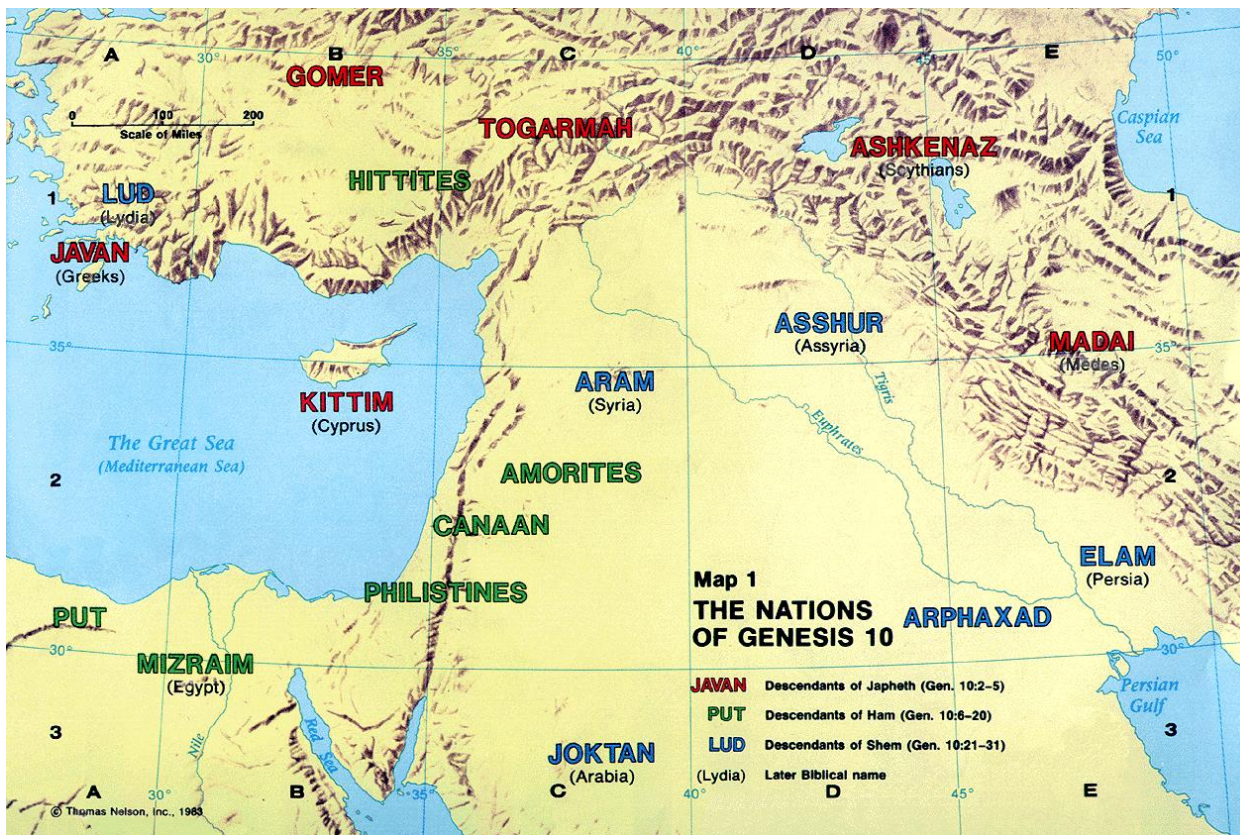 A
B
C
D
E
30°
35°
40°
45°
50°
GOMER
0 100 200
Scale of Miles
TOGARMAH
Caspian
Sea
ASHKENAZ
(Scythians)
HITTITES
1
LUD
(Lydia)
1
JAVAN
(Greeks)
ASSHUR
(Assyria)
MADAI
(Medes)
35°
35°
ARAM
(Syria)
Tigris
KITTIM
(Cyprus)
Euphrates
The Great Sea
(Mediterranean Sea)
AMORITES
2
2
CANAAN
ELAM
(Persia)
PHILISTINES
PUT
Map 1
THE NATIONS
OF GENESIS 10
ARPHAXAD
30°
30°
MIZRAIM
(Egypt)
Persian
Gulf
JAVAN Descendants of Japheth (Gen. 10:2–5)
PUT Descendants of Ham (Gen. 10:6–20)
LUD Descendants of Shem (Gen. 10:21–31)
(Lydia) Later Biblical name
3
3
Nile
Red Sea
JOKTAN
(Arabia)
A
30°
B
35°
C
40°
D
45°
E
© Thomas Nelson, Inc., 1983